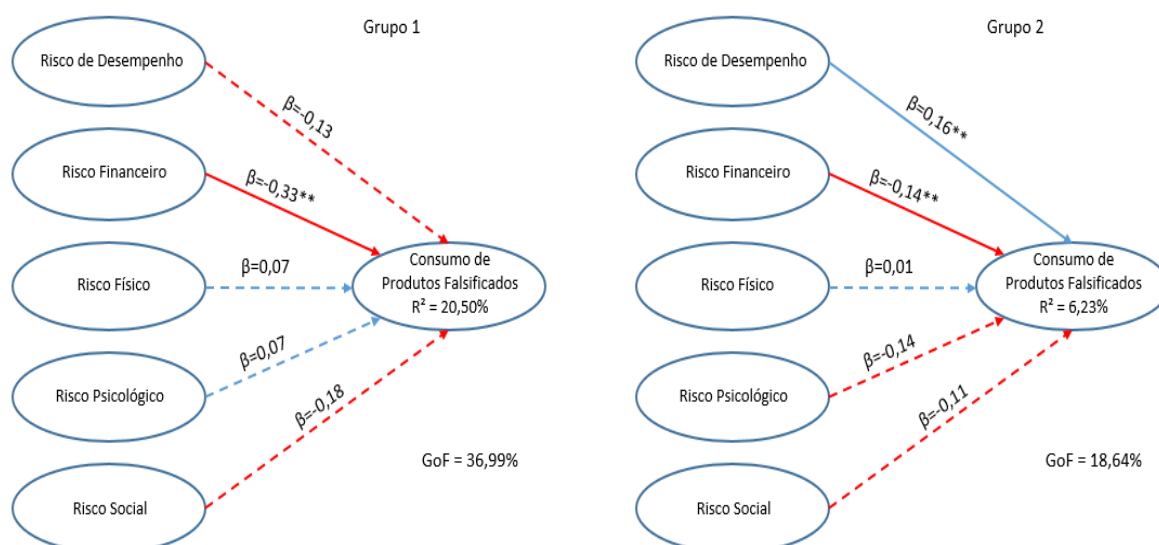 Grupo 1
Risco de Desempenho
β=-0,13
Risco Financeiro
β=-0,33**
Risco Físico
β=0,07
Consumo de
Produtos Falsificados
R² = 20,50%
Risco Psicológico
β=0,07
Risco Social
β=-0,18
GoF = 36,99%
Grupo 2
Risco de Desempenho
β=0,16**
Risco Financeiro
β=-0,14**
Risco Físico
β=0,01
Consumo de
Produtos Falsificados
R² = 6,23%
Risco Psicológico
β=-0,14
Risco Social
β=-0,11
GoF = 18,64%